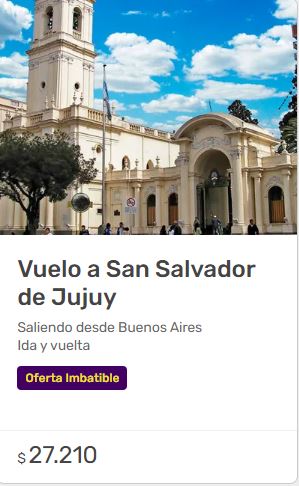 Vuelo a San Salvador
de Jujuy
Saliendo desde Buenos Aires
Ida y vuelta
Oferta Imbatible
$ 27.210